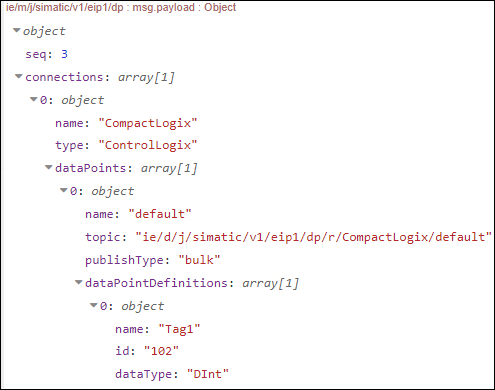 ie/m/j/simatic/v1/eip1/dp : msg.payload : Object
object
seq: 3
connections: array[1]
0: object
name: "CompactLogix"
type: "ControlLogix"
dataPoints: array[1]
0: object
name: "default"
topic: "ie/d/j/simatic/v1/eip1/dp/r/CompactLogix/default"
publishType: "bulk"
dataPointDefinitions: array[1]
0: object
name: "Tag1"
id: "102"
dataType: "DInt"